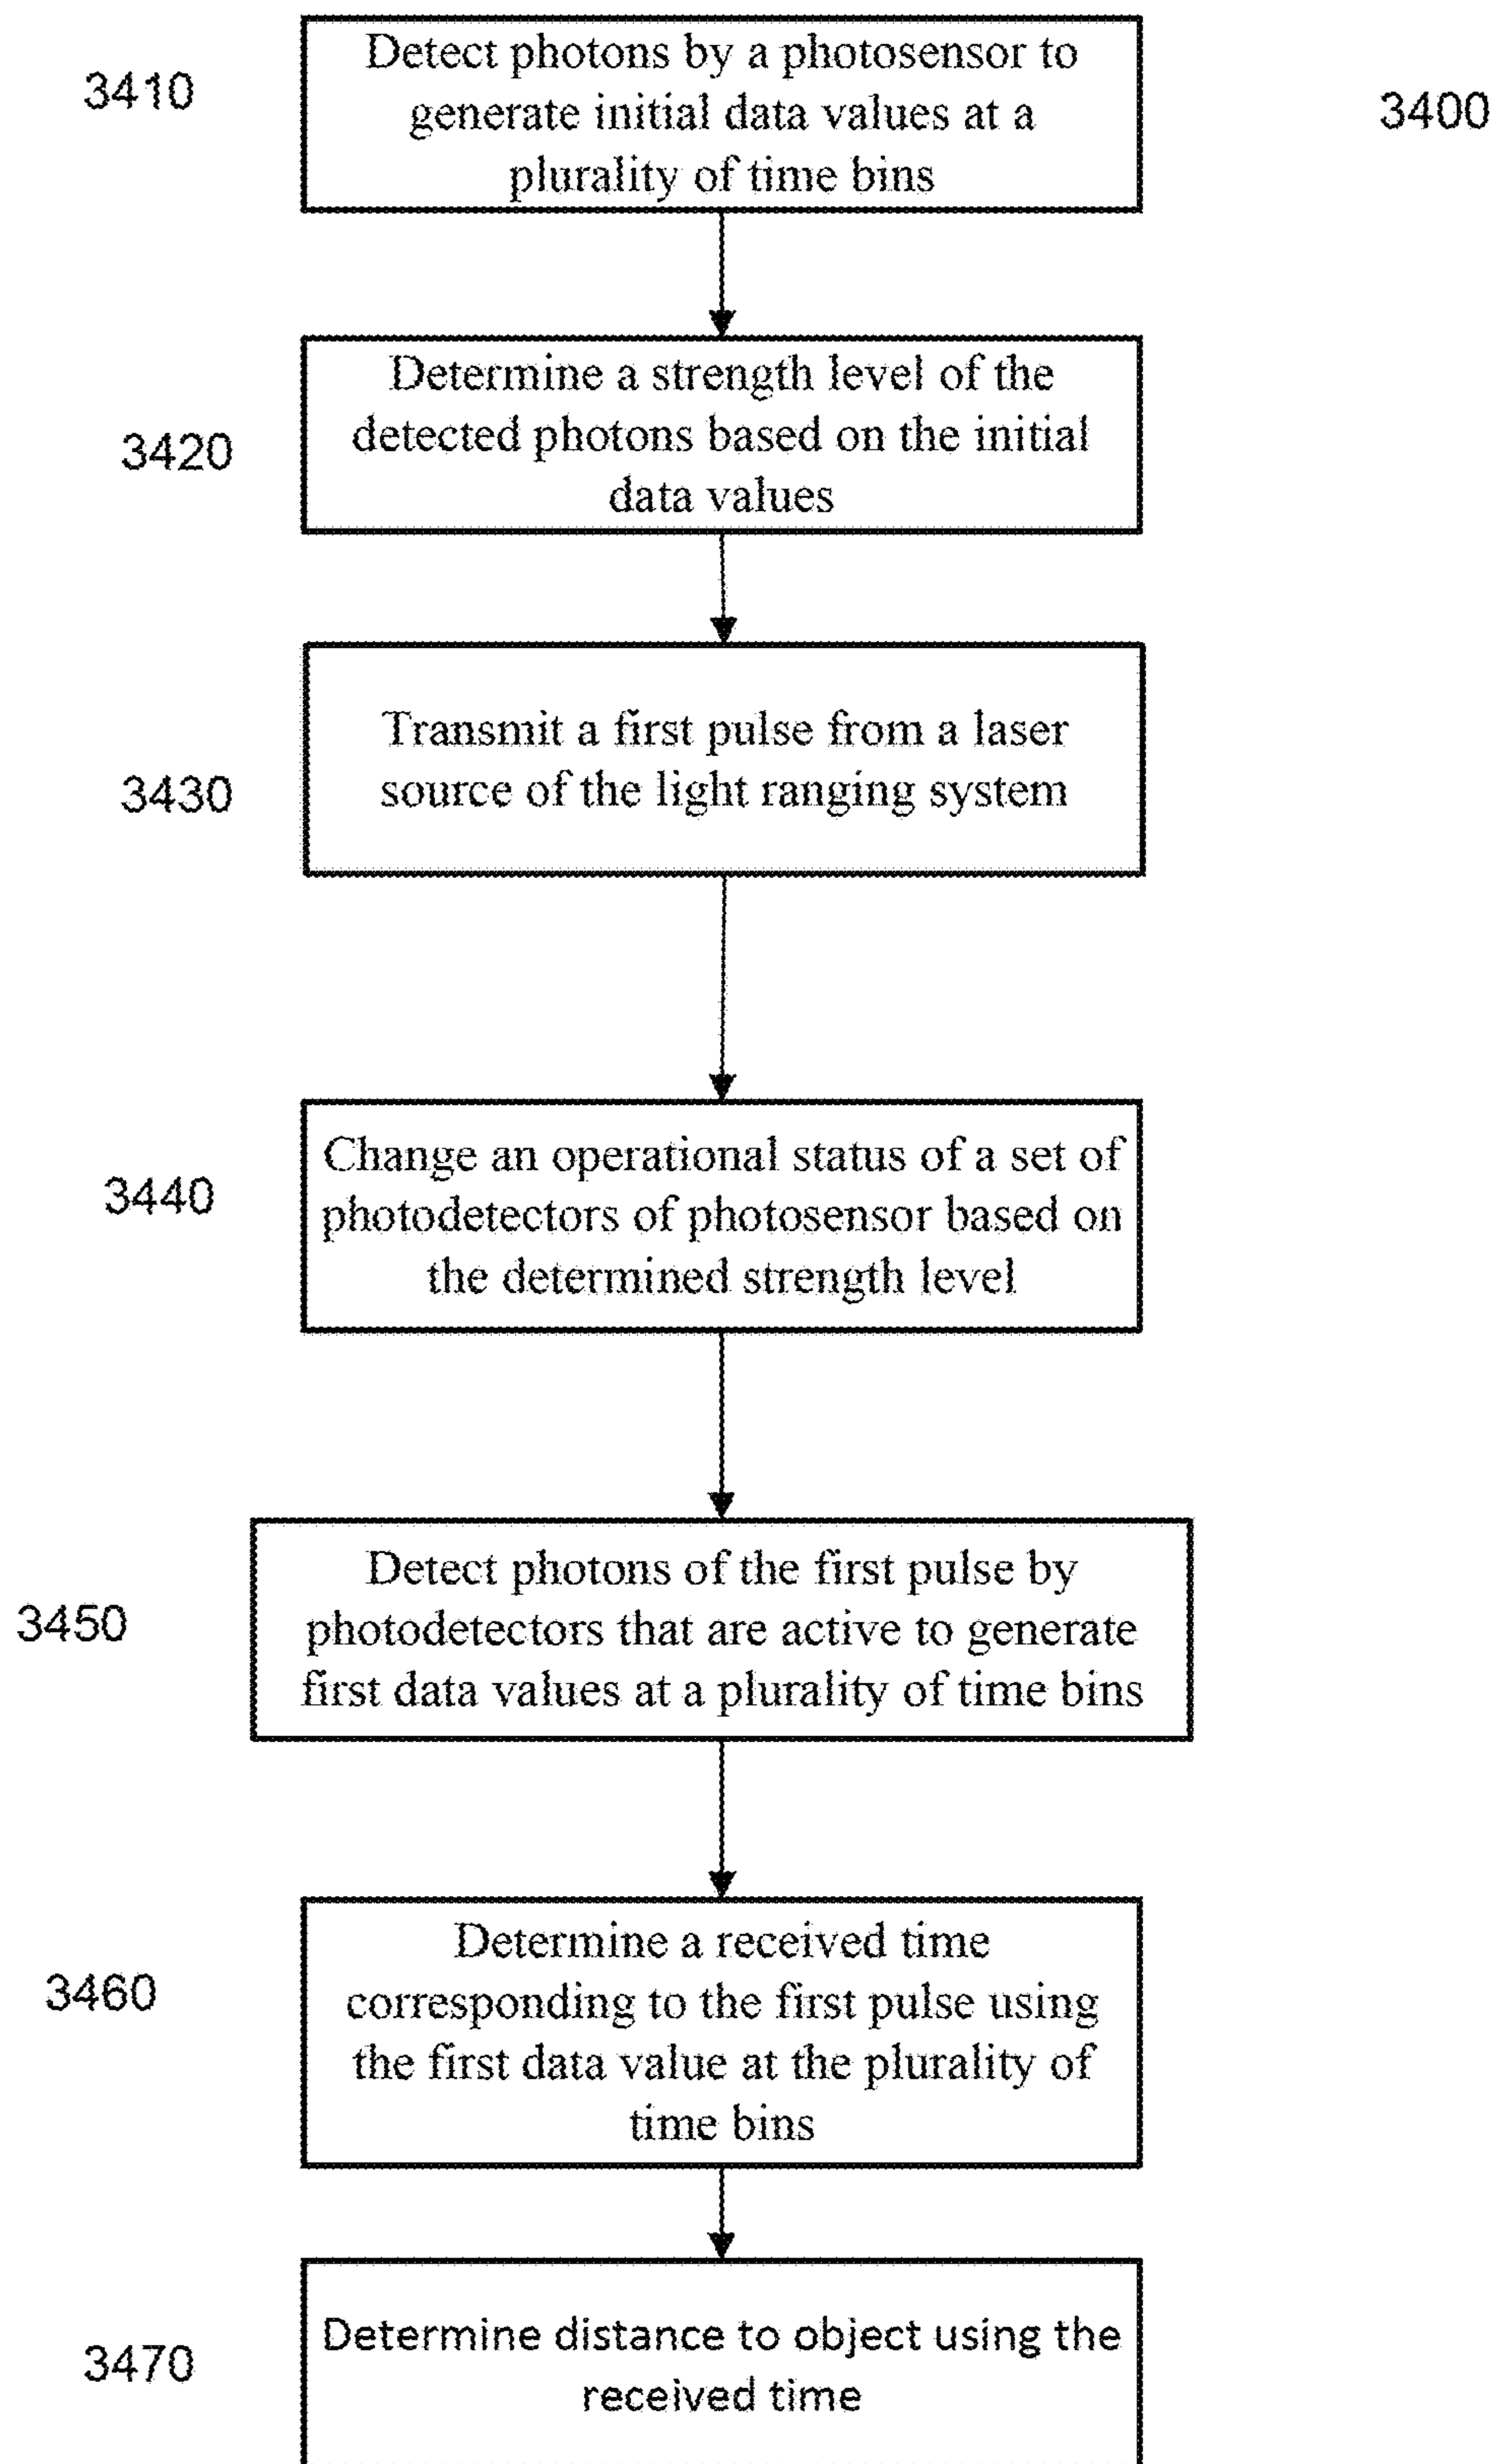 3410
Detect photons by a photosensor to
generate initial data values at a
plurality of time bins
3400
3420
Determine a strength level of the
detected photons based on the initial
data values
3430
Transmit a first pulse from a laser
source of the light ranging system
3440
Change an operational status of a set of
photodetectors of photosensor based on
the determined strength level
3450
Detect photons of the first pulse by
photodetectors that are active to generate
first data values at a plurality of time bins
3460
Determine a received time
corresponding to the first pulse using
the first data value at the plurality of
time bins
3470
Determine distance to object using the
received time